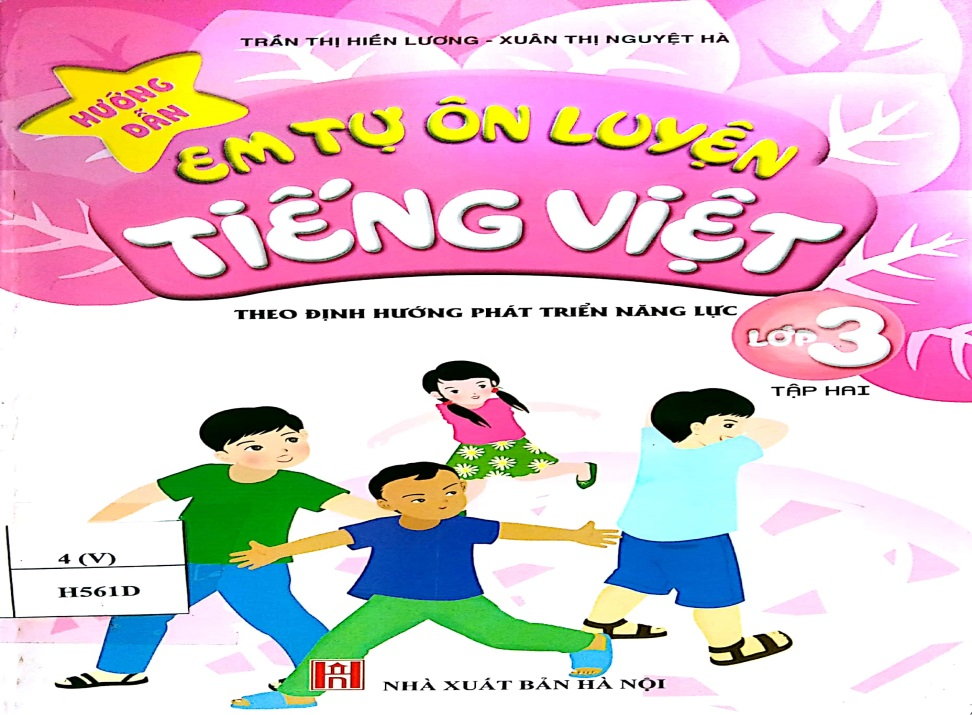 TRẦN THỊ HIỀN LƯƠNG - XUÂN THỊ NGUYỆT HÀ
HƯỚNG
DẪN
EM TỰ ÔN LUYỆN
TIẾNG VIỆT
THEO ĐỊNH HƯỚNG PHÁT TRIỂN NĂNG LỰC
LỚP 3
TẬP HAI
4 (V)
H561D
NHÀ XUẤT BẢN HÀ NỘI